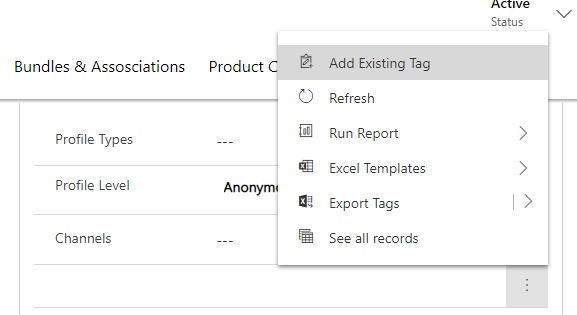 Active
Status
Bundles & Assosciations Product C
Add Existing Tag
Refresh
Run Report
Excel Templates
Export Tags
See all records
Profile Types ---
Profile Level Anonymo
Channels ---